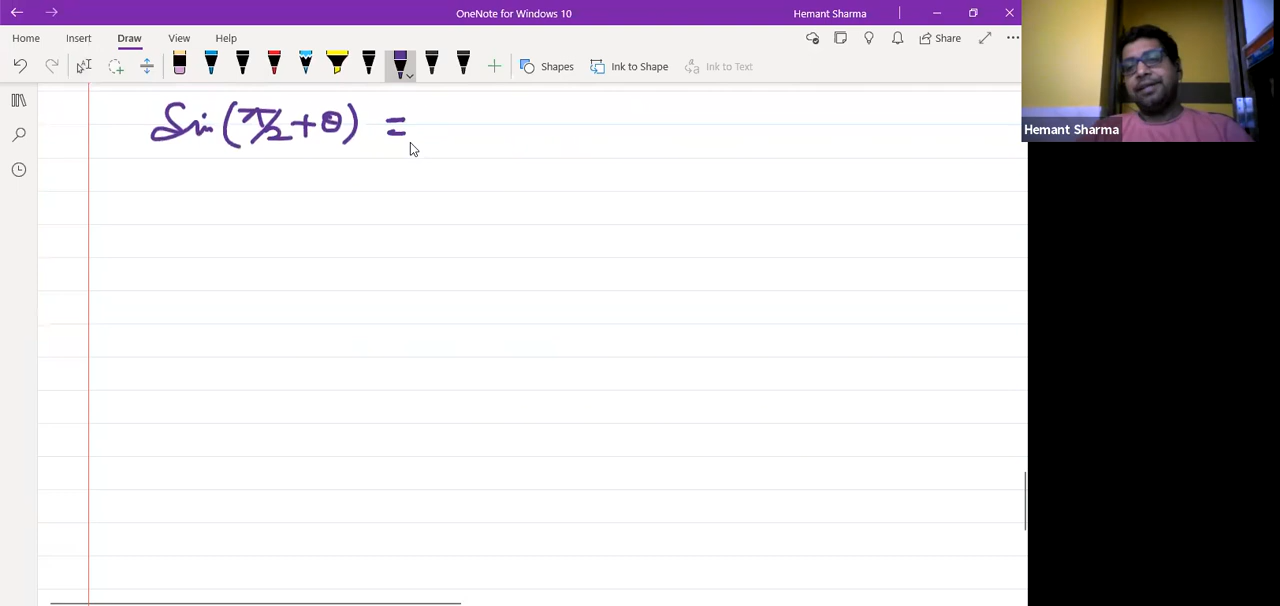 OneNote for Windows 10
Hemant Sharma
Home Insert Draw View Help
Share
Shapes Ink to Shape Ink to Text
Hemant Sharma
Sin(π/2+θ) =